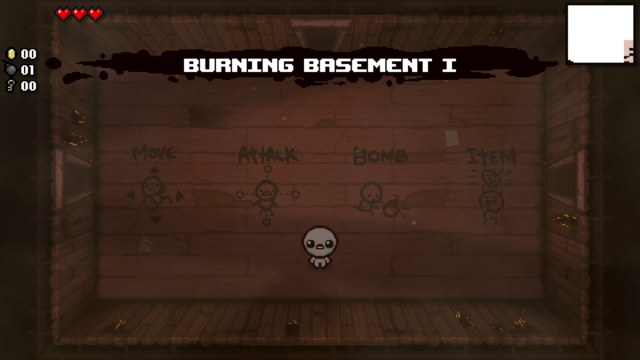 00
BURNING BASEMENT I
01
00
MOVE
ATTACK
BOMB
ITEM